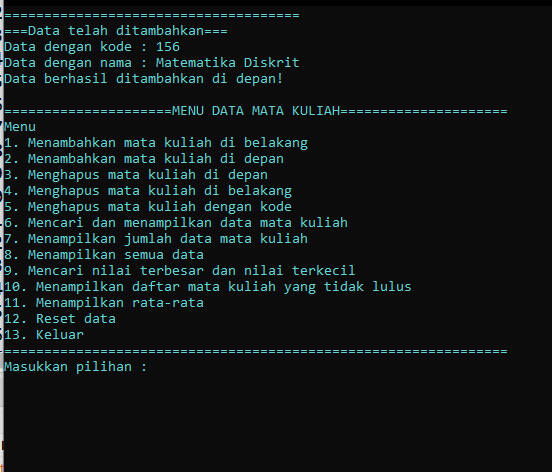 =====================================
===Data telah ditambahkan===
Data dengan kode : 156
Data dengan nama : Matematika Diskrit
Data berhasil ditambahkan di depan!
=====================MENU DATA MATA KULIAH=====================
Menu
1. Menambahkan mata kuliah di belakang
2. Menambahkan mata kuliah di depan
3. Menghapus mata kuliah di depan
4. Menghapus mata kuliah di belakang
5. Menghapus mata kuliah dengan kode
6. Mencari dan menampilkan data mata kuliah
7. Menampilkan jumlah data mata kuliah
8. Menampilkan semua data
9. Mencari nilai terbesar dan nilai terkecil
10. Menampilkan daftar mata kuliah yang tidak lulus
11. Menampilkan rata-rata
12. Reset data
13. Keluar
===============================================================
Masukkan pilihan :